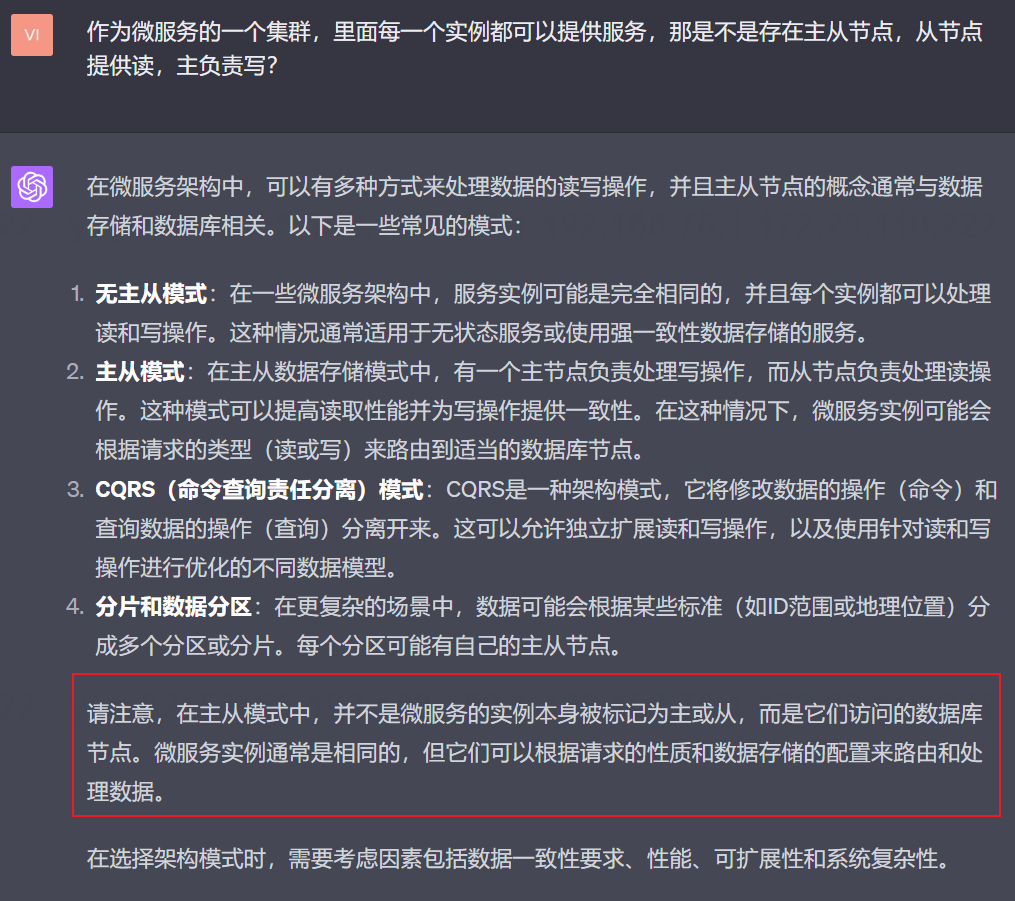 VI
作为微服务的一个集群，里面每一个实例都可以提供服务，那是不是存在主从节点，从节点
提供读，主负责写？
在微服务架构中，可以有多种方式来处理数据的读写操作，并且主从节点的概念通常与数据
存储和数据库相关。以下是一些常见的模式：
1. 无主从模式：在一些微服务架构中，服务实例可能是完全相同的，并且每个实例都可以处理
读和写操作。这种情况通常适用于无状态服务或使用强一致性数据存储的服务。
2. 主从模式：在主从数据存储模式中，有一个主节点负责处理写操作，而从节点负责处理读操
作。这种模式可以提高读取性能并为写操作提供一致性。在这种情况下，微服务实例可能会
根据请求的类型（读或写）来路由到适当的数据库节点。
3. CQRS（命令查询责任分离）模式：CQRS是一种架构模式，它将修改数据的操作（命令）和
查询数据的操作（查询）分离开来。这可以允许独立扩展读和写操作，以及使用针对读和写
操作进行优化的不同数据模型。
4. 分片和数据分区：在更复杂的场景中，数据可能会根据某些标准（如ID范围或地理位置）分
成多个分区或分片。每个分区可能有自己的主从节点。
请注意，在主从模式中，并不是微服务的实例本身被标记为主或从，而是它们访问的数据库
节点。微服务实例通常是相同的，但它们可以根据请求的性质和数据存储的配置来路由和处
理数据。
在选择架构模式时，需要考虑因素包括数据一致性要求、性能、可扩展性和系统复杂性。